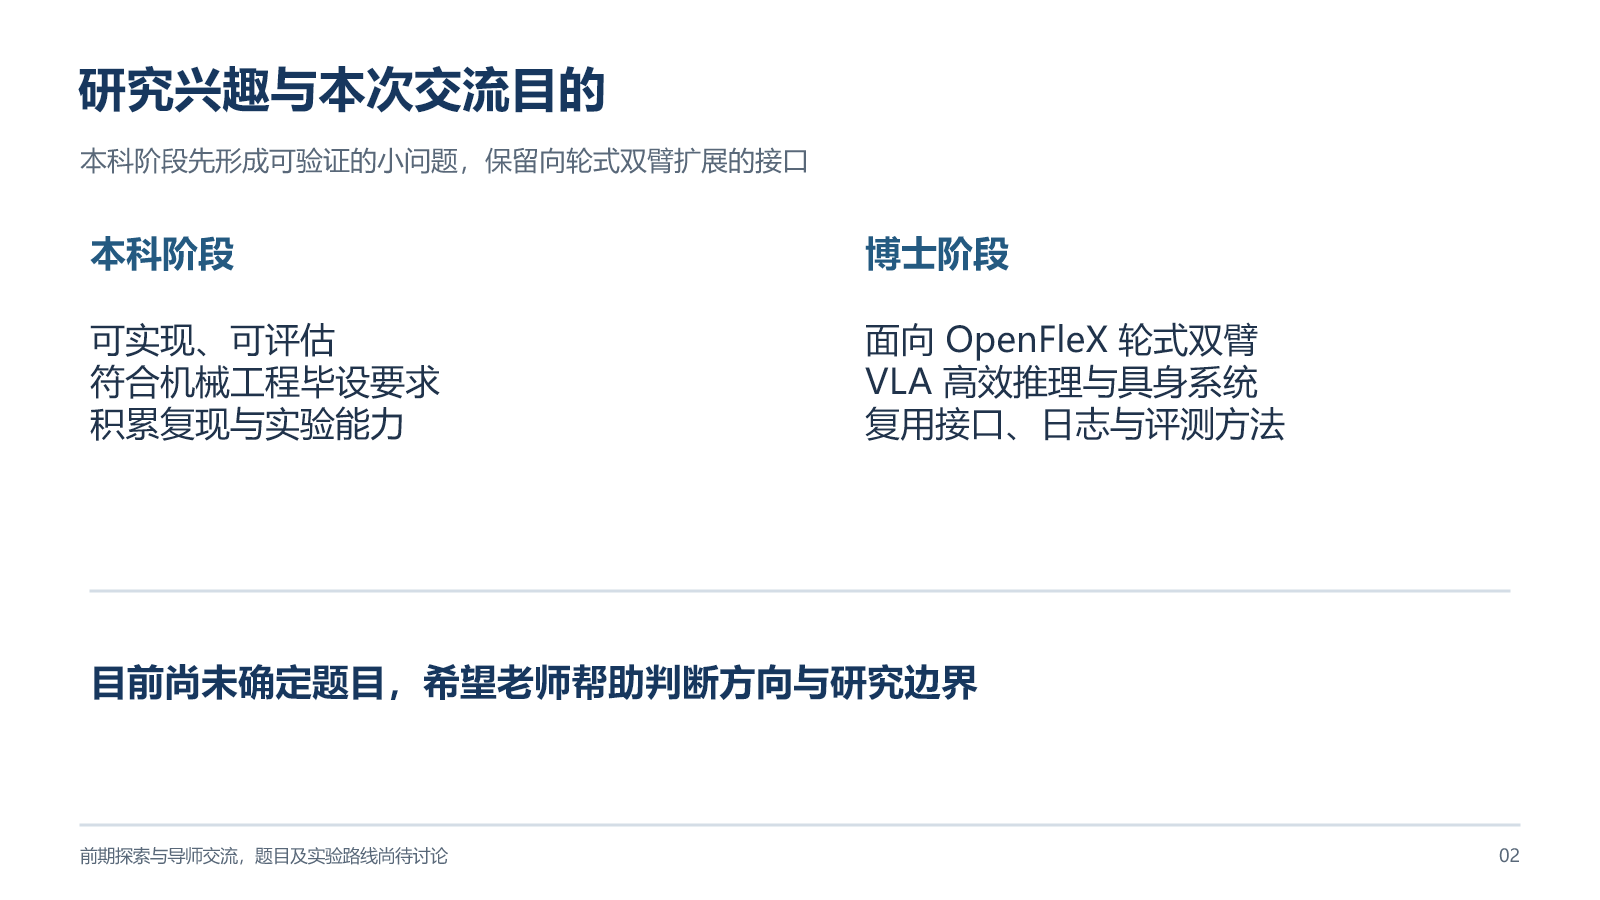 研究兴趣与本次交流目的
本科阶段先形成可验证的小问题，保留向轮式双臂扩展的接口
本科阶段
可实现、可评估
符合机械工程毕设要求
积累复现与实验能力
博士阶段
面向 OpenFleX 轮式双臂
VLA 高效推理与具身系统
复用接口、日志与评测方法
目前尚未确定题目，希望老师帮助判断方向与研究边界
前期探索与导师交流，题目及实验路线尚待讨论
02